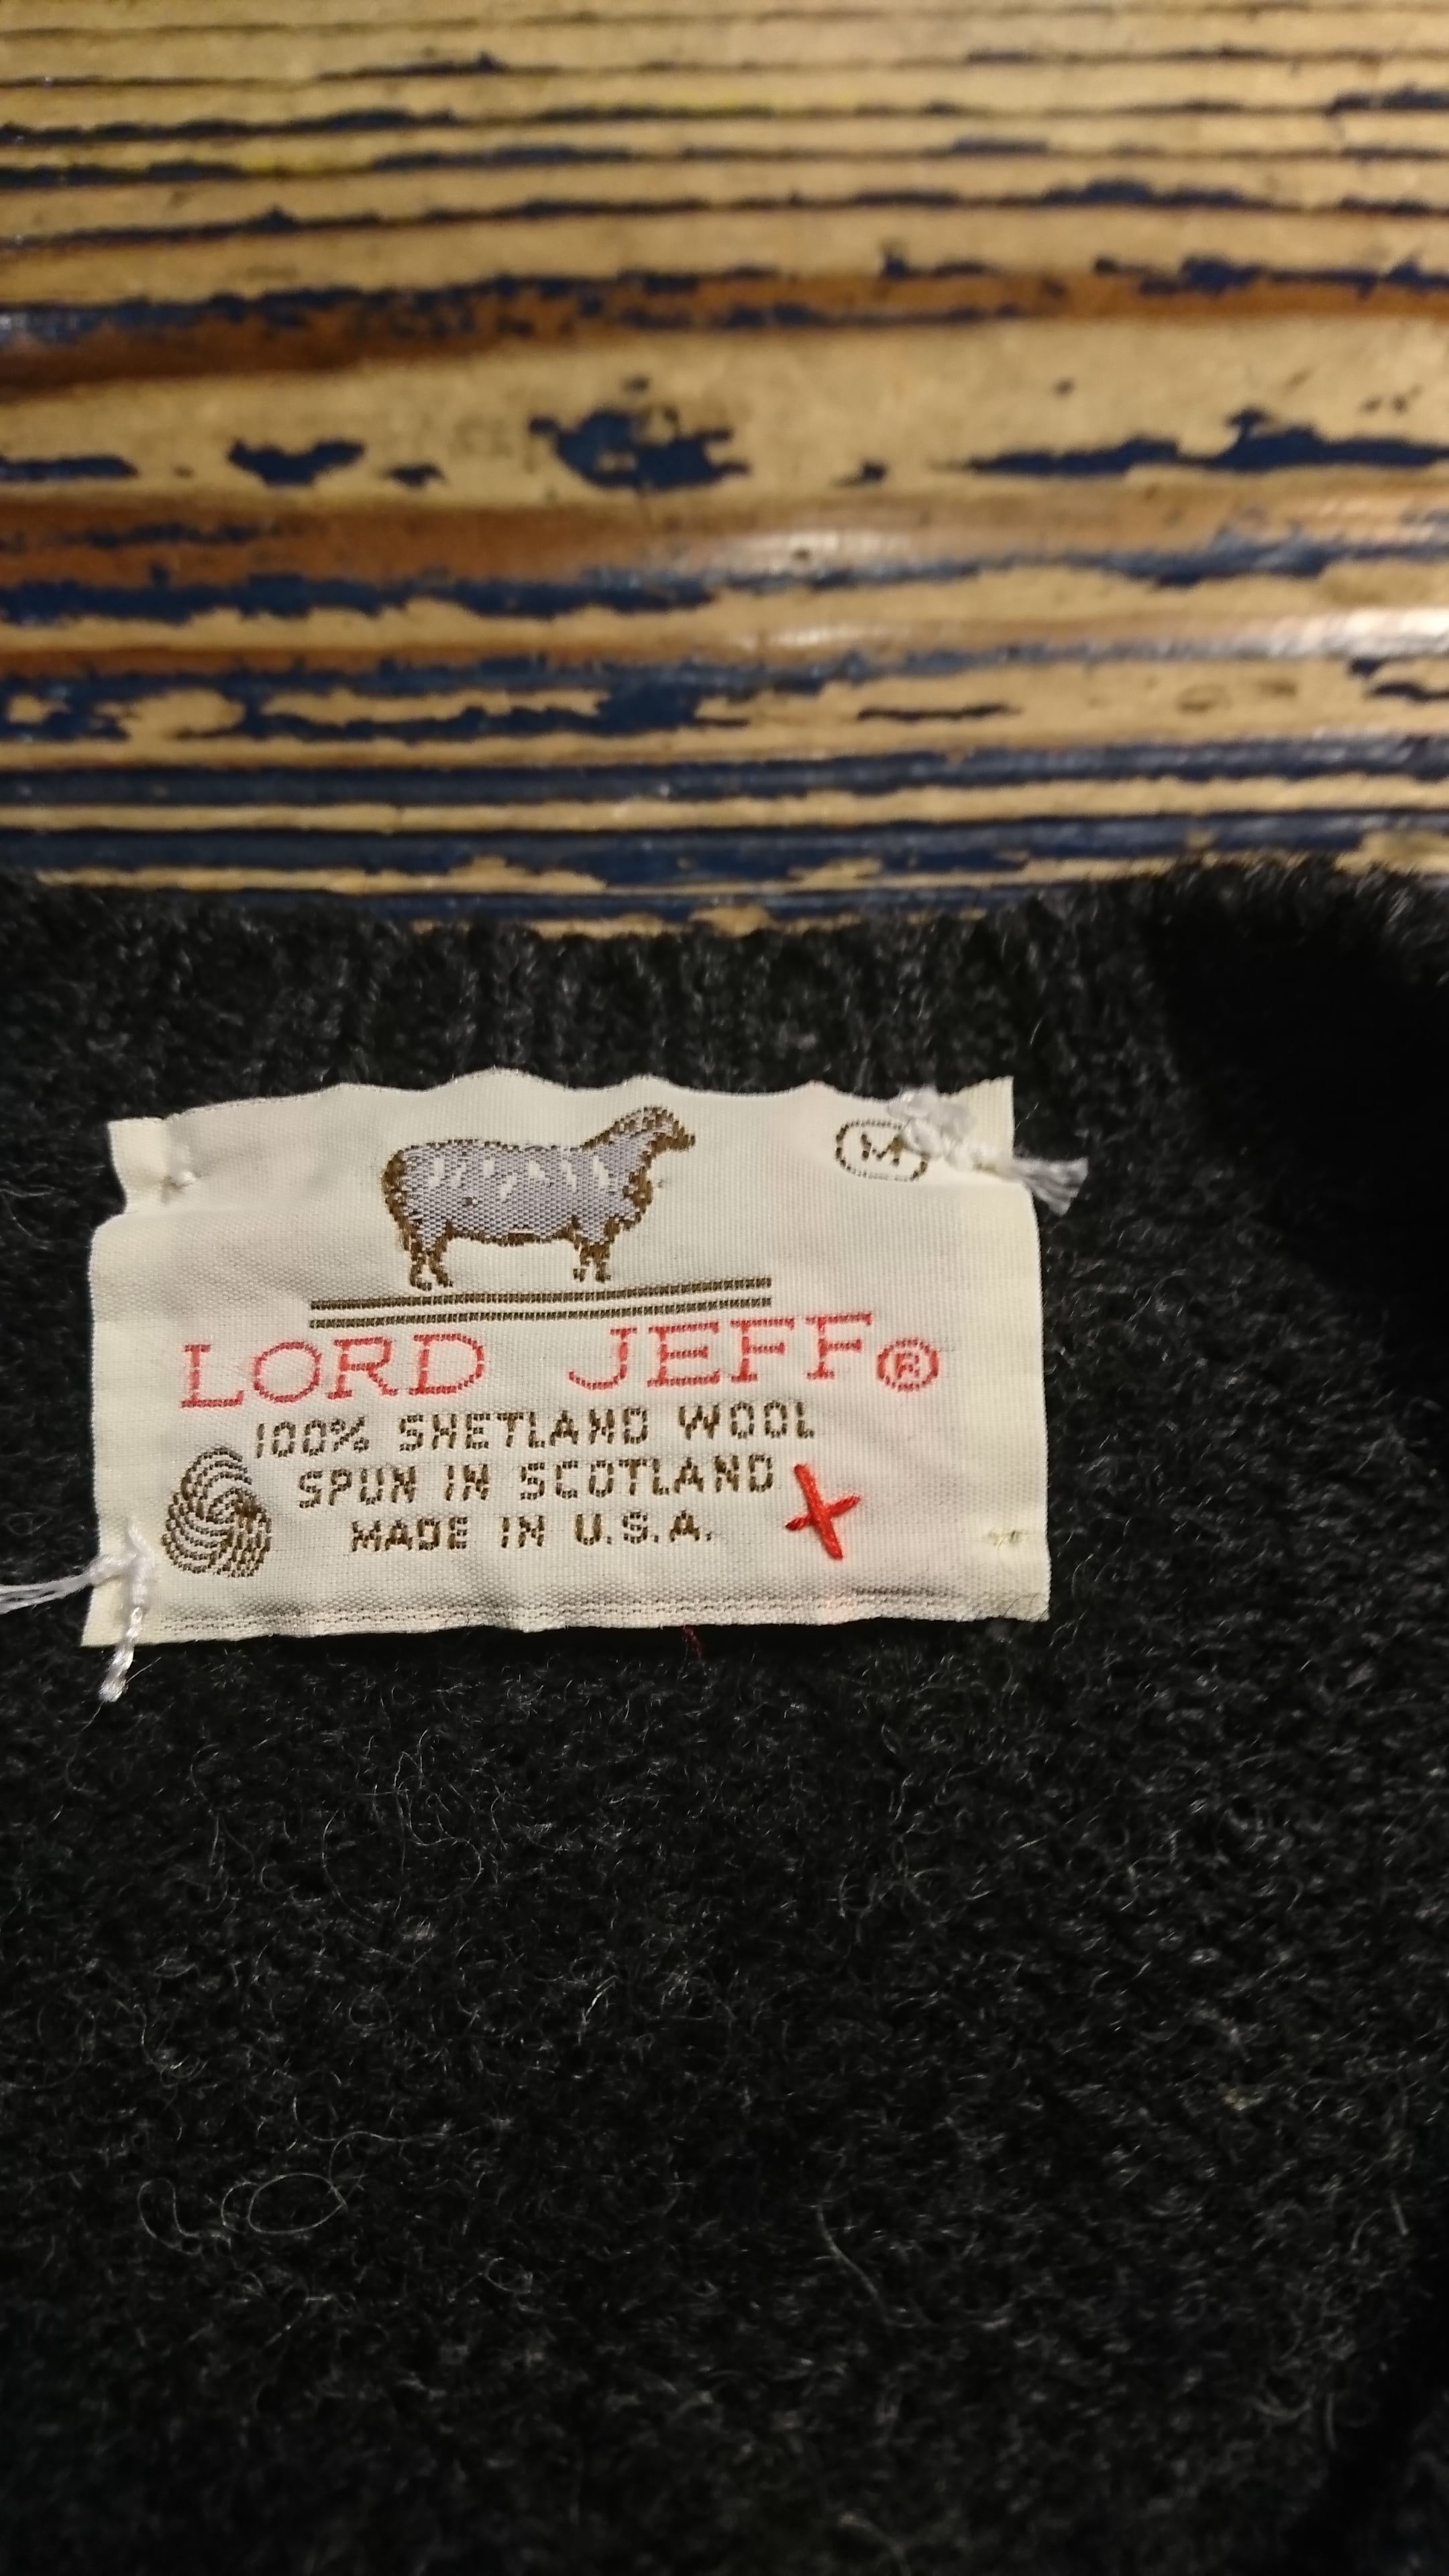 M
LORD JEFF®
100% SHETLAND WOOL
SPUN IN SCOTLAND
MADE IN U.S.A.